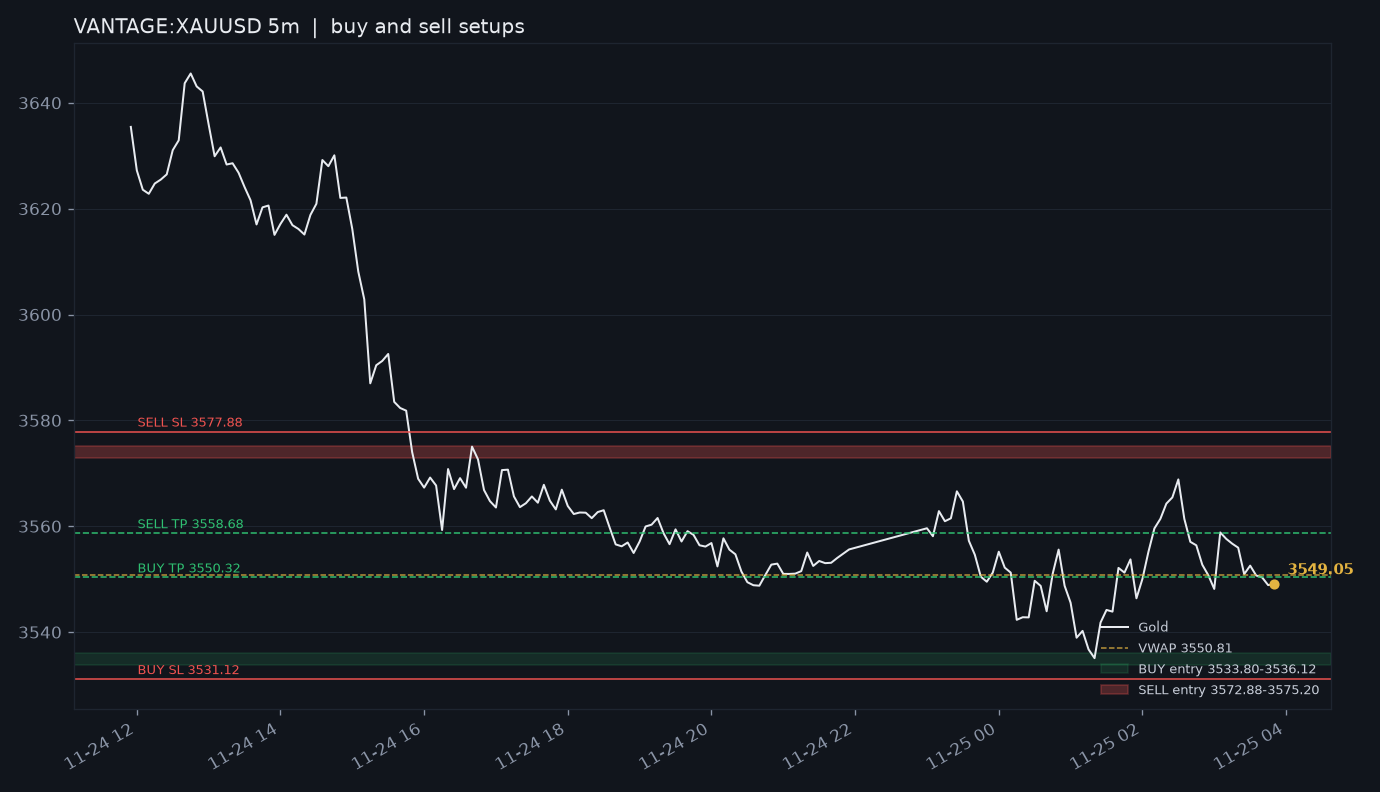 VANTAGE:XAUUSD 5m | buy and sell setups
3640
3620
3600
3580
3560
3540
SELL SL 3577.88
SELL TP 3558.68
BUY TP 3550.32
3549.05
BUY SL 3531.12
Gold
VWAP 3550.81
BUY entry 3533.80-3536.12
SELL entry 3572.88-3575.20
11-24 12
11-24 14
11-24 16
11-24 18
11-24 20
11-24 22
11-25 00
11-25 02
11-25 04